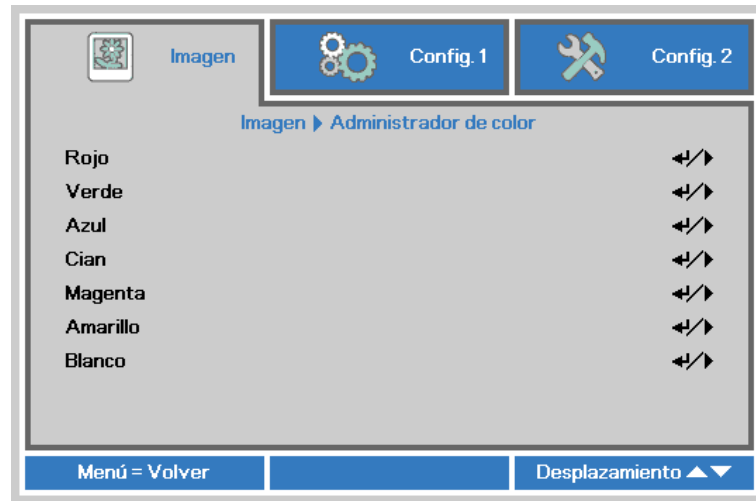 Imagen
Config. 1
Config. 2
Imagen ▶ Administrador de color
Rojo
Verde
Azul
Cian
Magenta
Amarillo
Blanco
Menú = Volver
Desplazamiento ▲▼